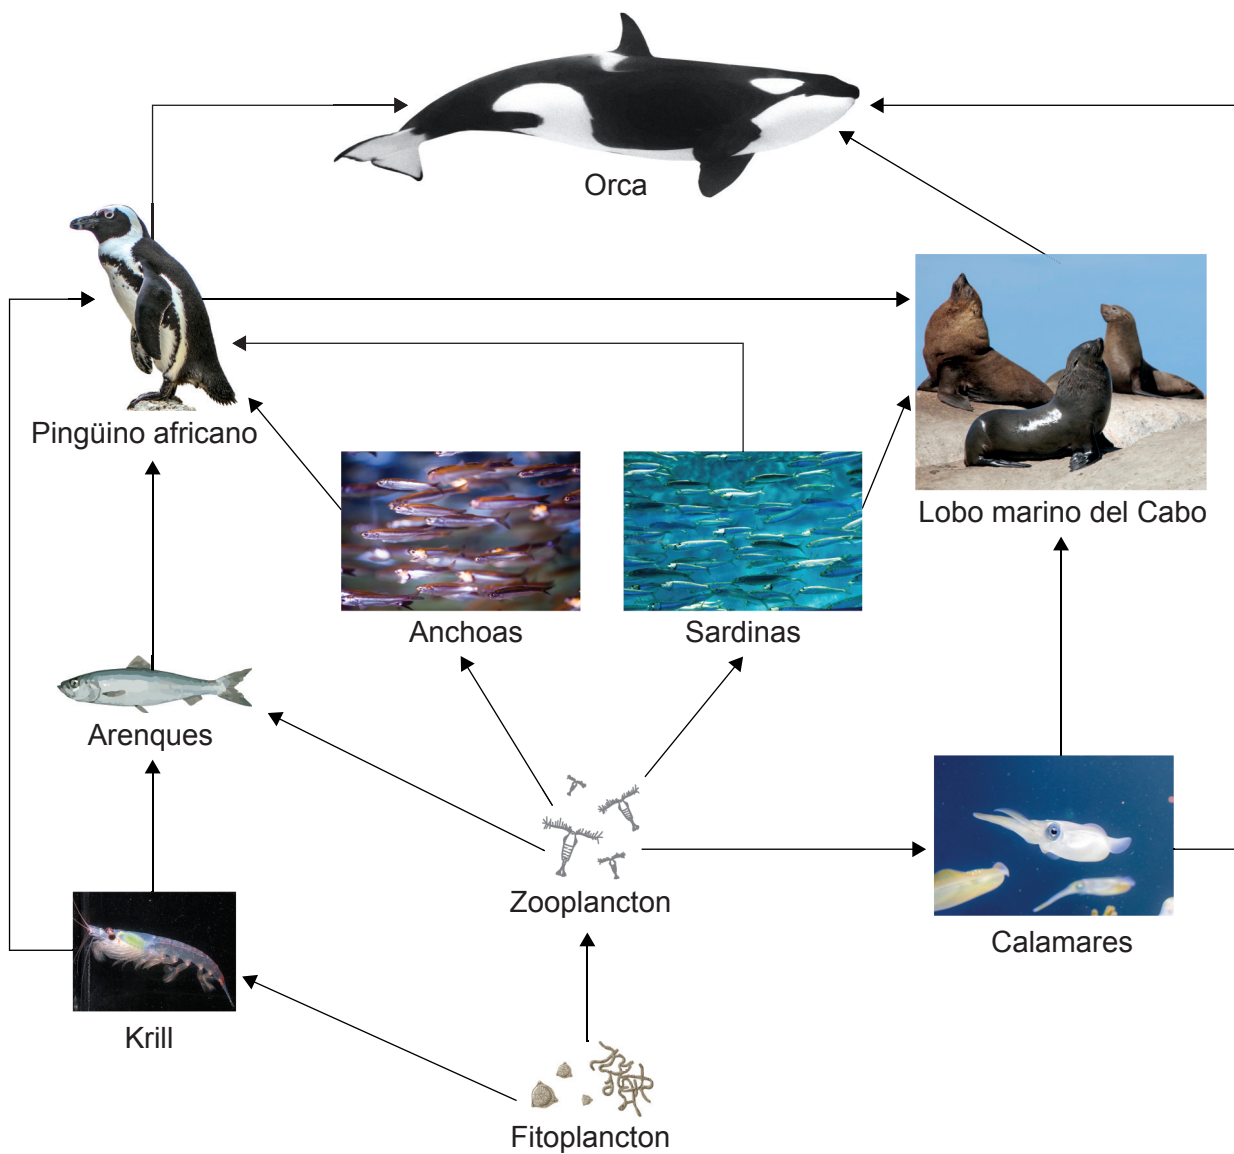 Orca
Pingüino africano
Lobo marino del Cabo
Anchoas
Sardinas
Arenques
Zooplancton
Calamares
Krill
Fitoplancton